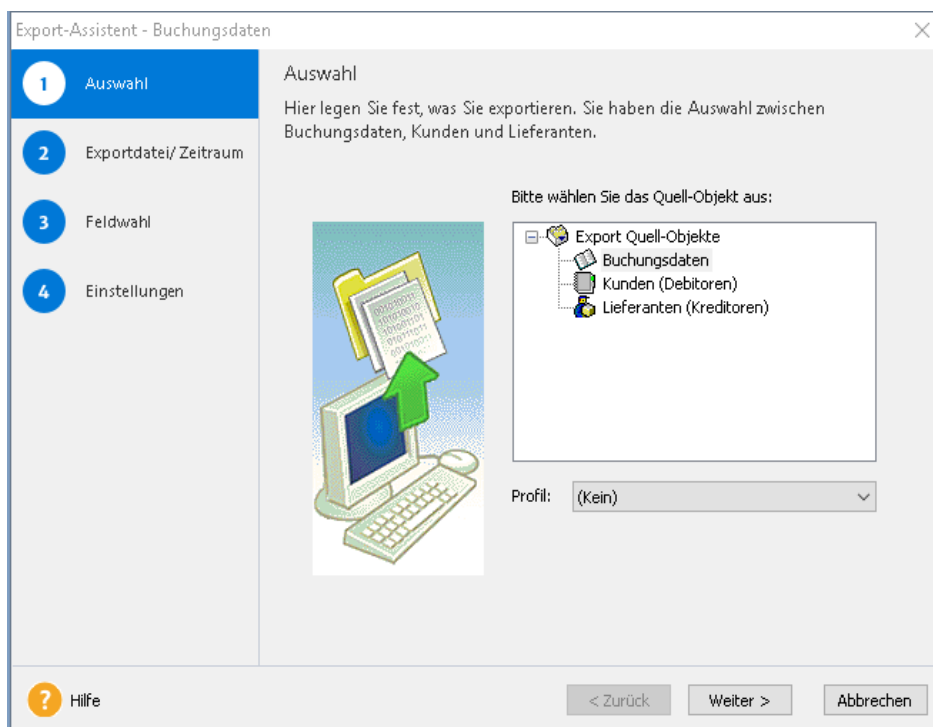 Export-Assistent - Buchungsdaten
1 Auswahl
2 Exportdatei/ Zeitraum
3 Feldwahl
4 Einstellungen
Auswahl
Hier legen Sie fest, was Sie exportieren. Sie haben die Auswahl zwischen
Buchungsdaten, Kunden und Lieferanten.
Bitte wählen Sie das Quell-Objekt aus:
Export Quell-Objekte
Buchungsdaten
Kunden (Debitoren)
Lieferanten (Kreditoren)
Profil: (Kein)
? Hilfe
< Zurück
Weiter >
Abbrechen